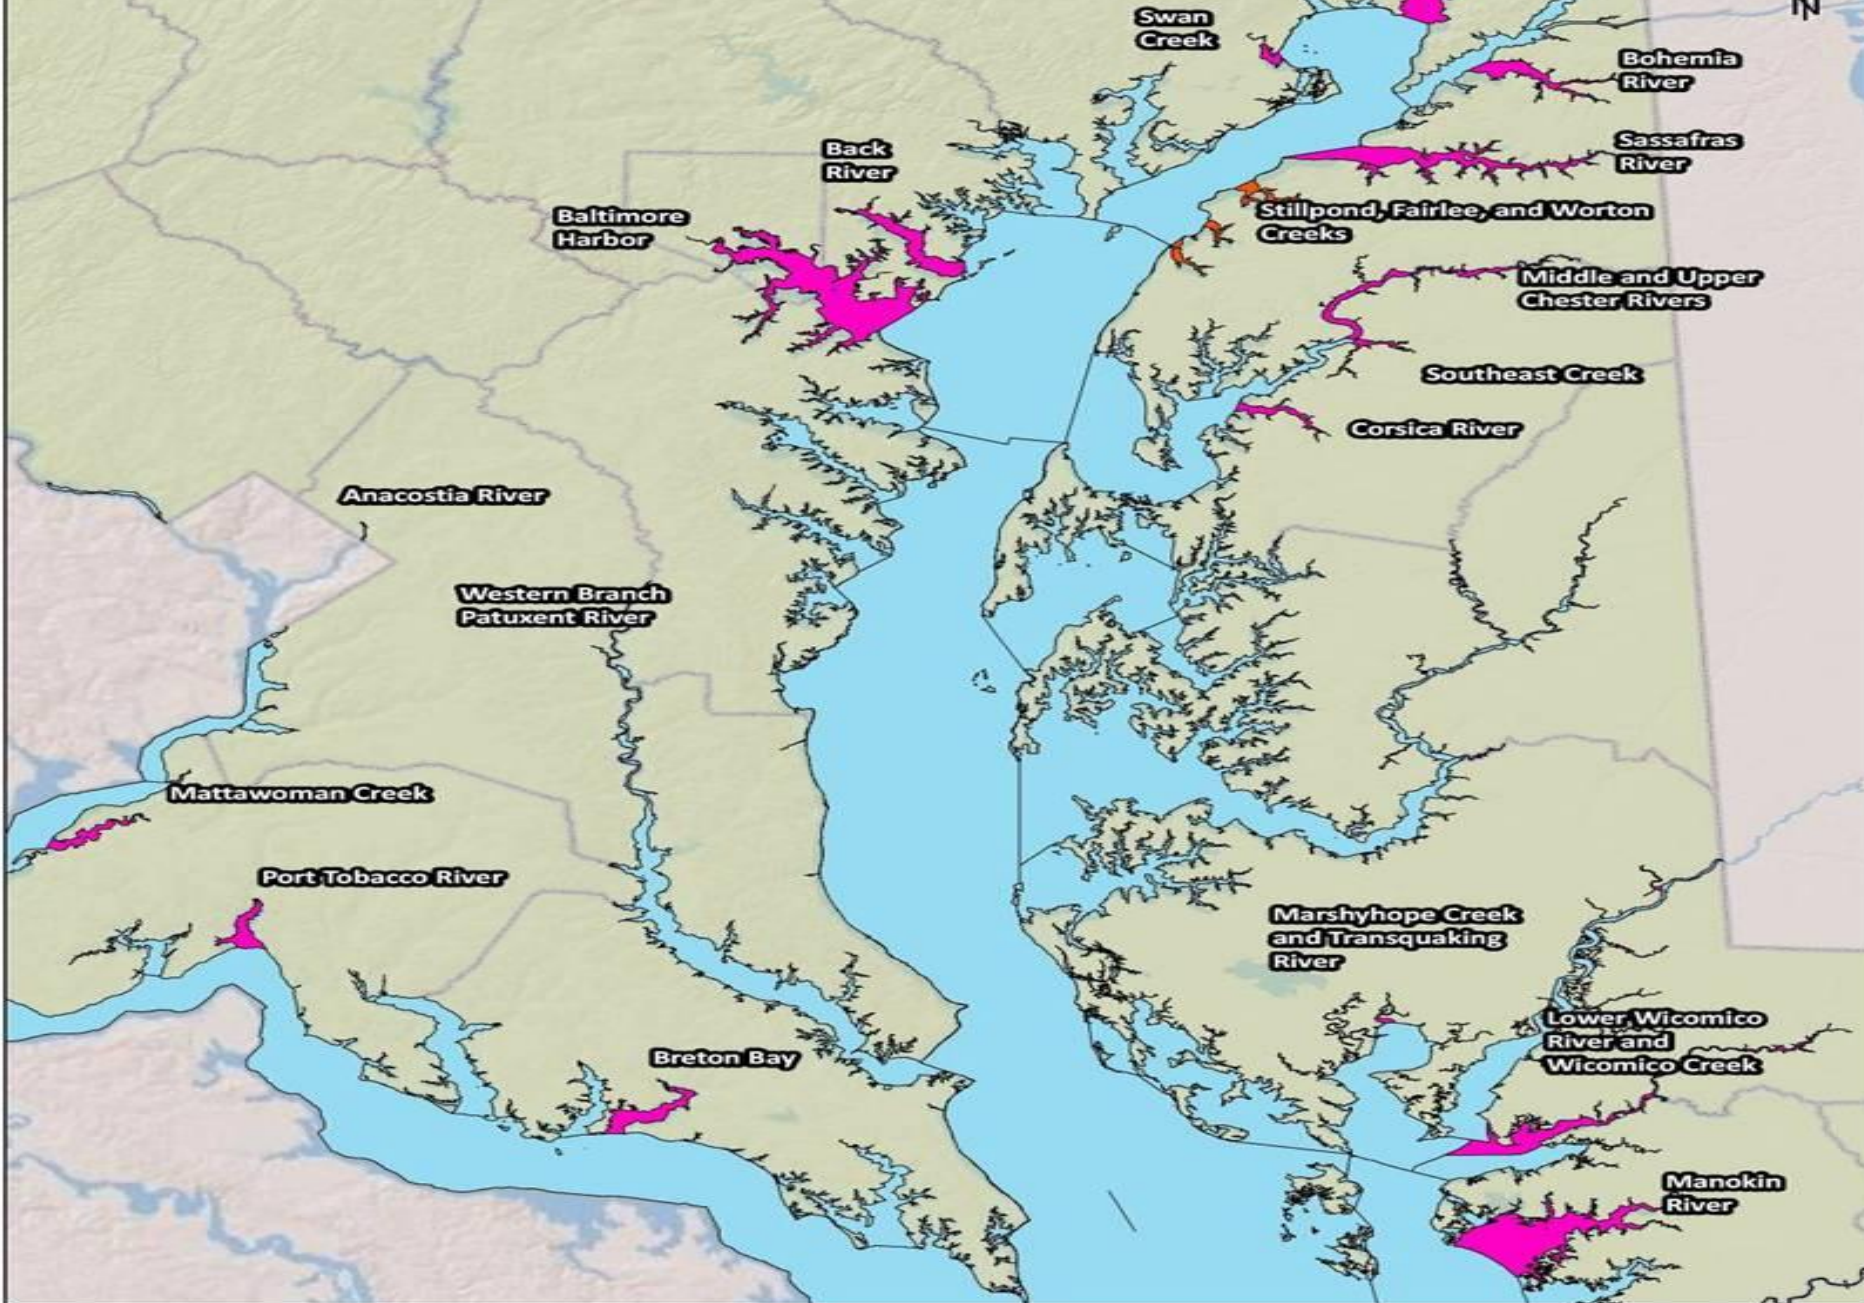 N
Swan
Creek
Bohemia
River
Back
River
Sassafras
River
Baltimore
Harbor
Stillpond, Fairlee, and Worton
Creeks
Middle and Upper
Chester Rivers
Southeast Creek
Corsica River
Anacostia River
Western Branch
Patuxent River
Mattawoman Creek
Port Tobacco River
Marshyhope Creek
and Transquaking
River
Lower Wicomico
River and
Wicomico Creek
Breton Bay
Manokin
River